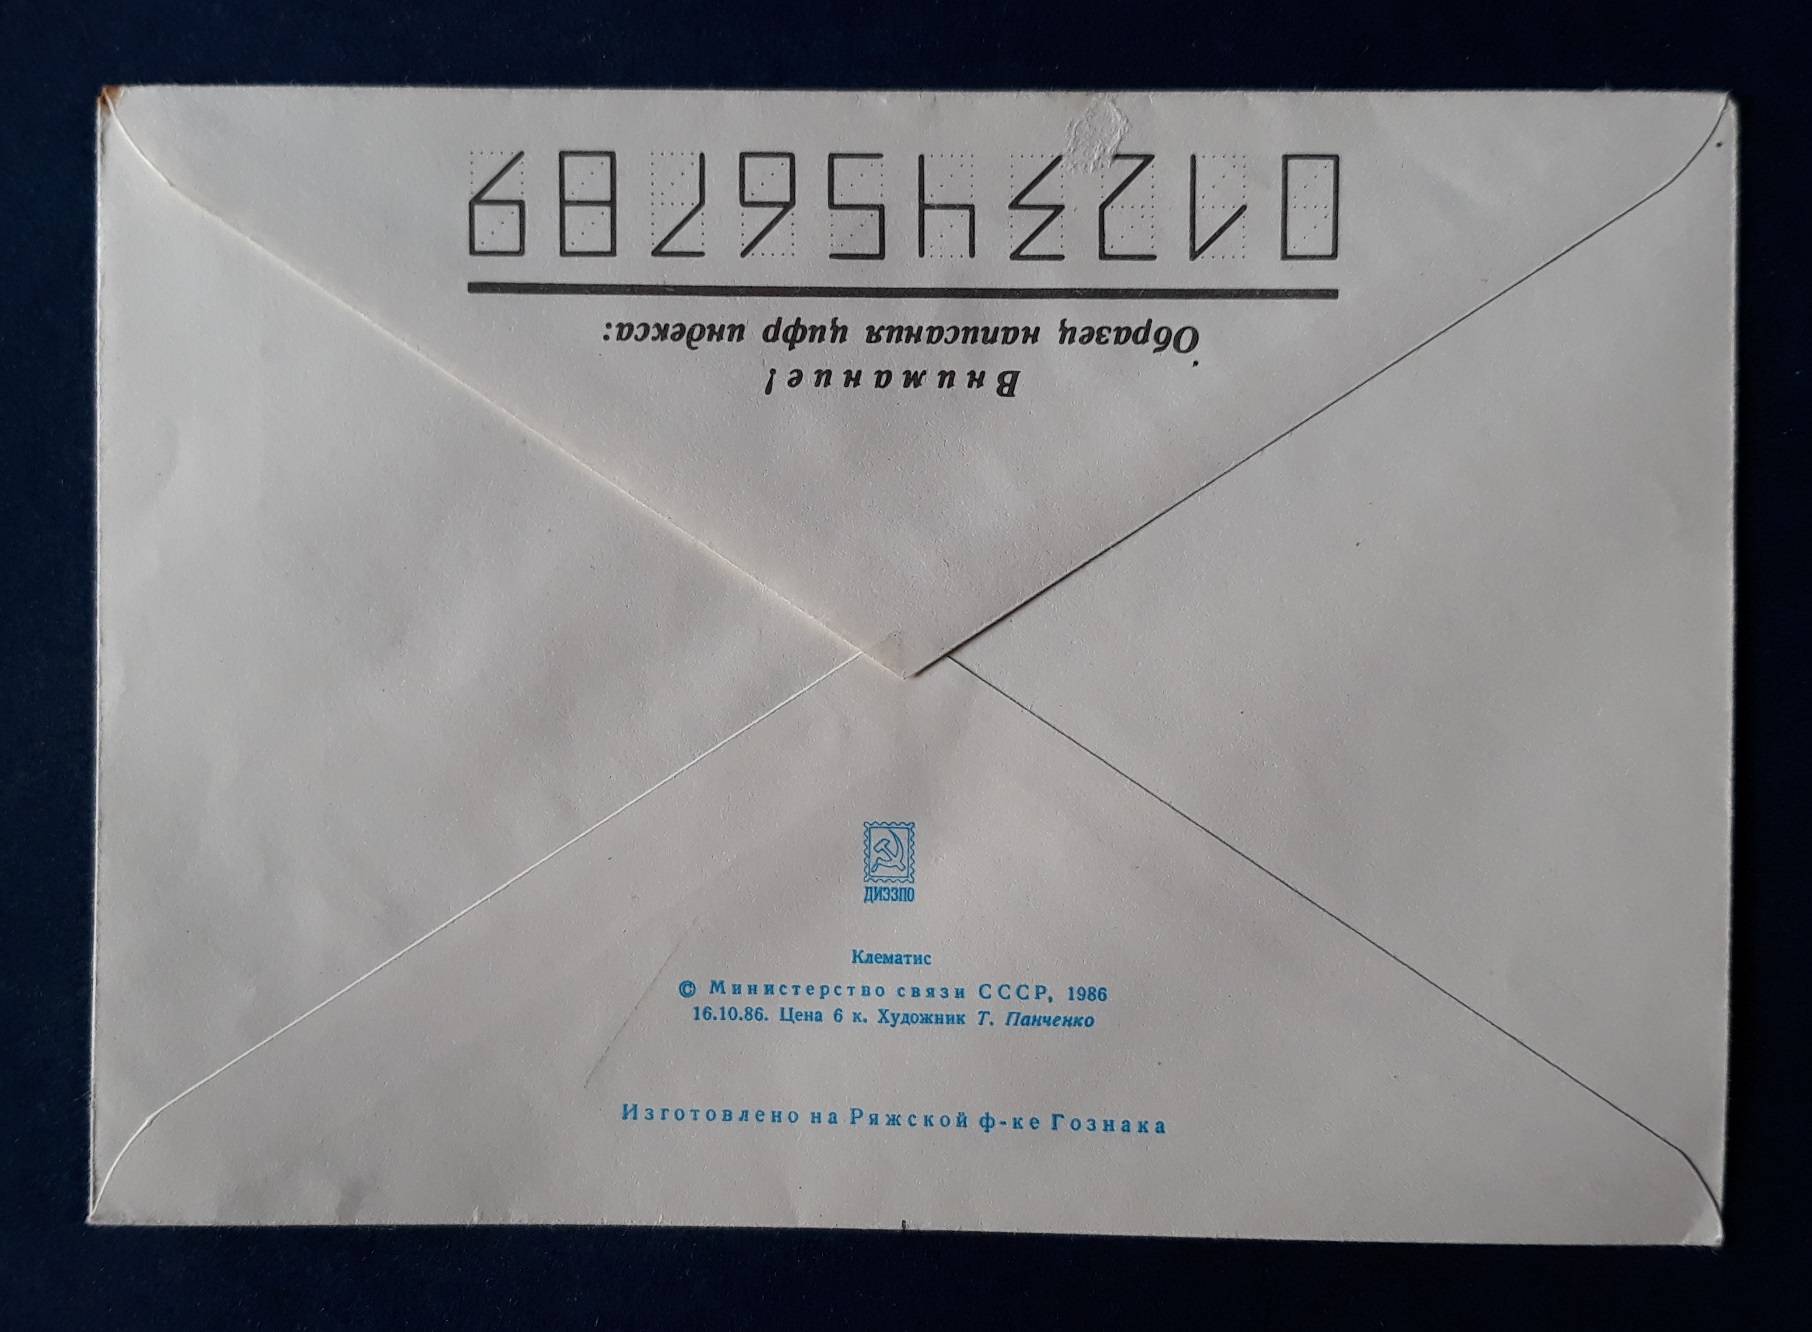 Внимание!
Образец написания цифр индекса:
0123456789
ДИЭЗПО
Клематис
© Министерство связи СССР, 1986
16.10.86. Цена 6 к. Художник Т. Панченко
Изготовлено на Ряжской ф-ке Гознака